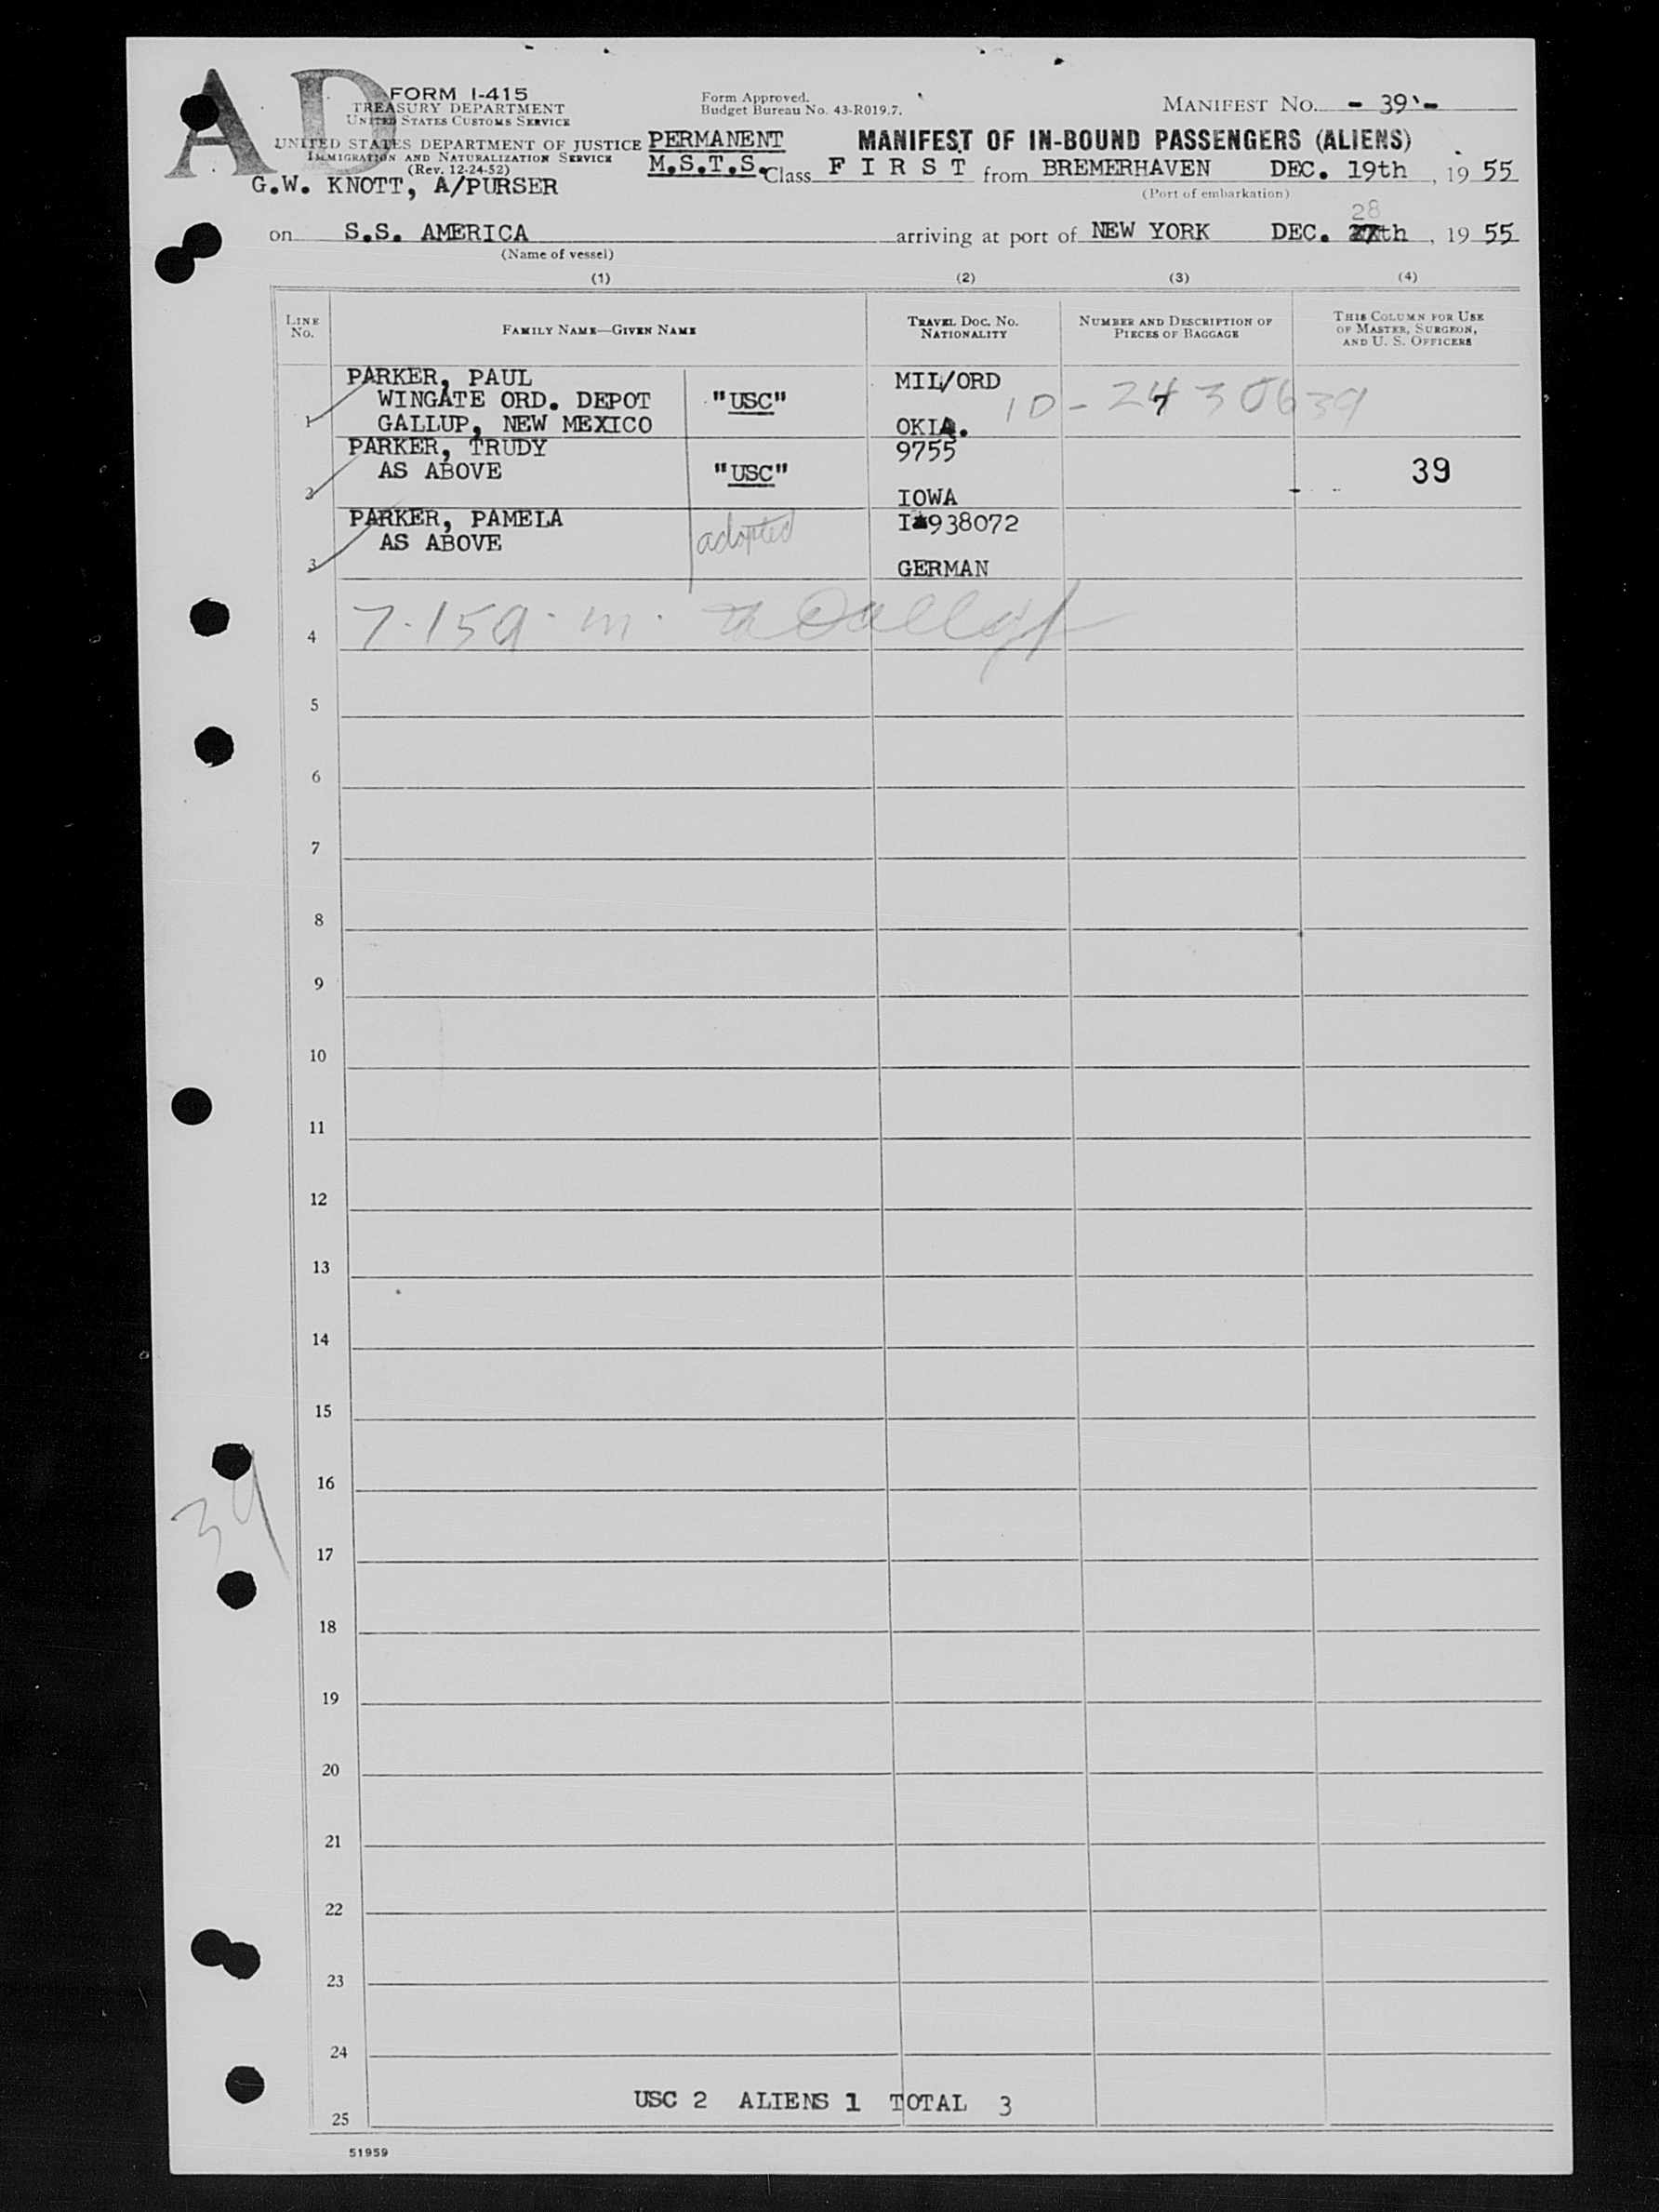 AD
FORM I-415
TREASURY DEPARTMENT
UNITED STATES CUSTOMS SERVICE
UNITED STATES DEPARTMENT OF JUSTICE
IMMIGRATION AND NATURALIZATION SERVICE
(Rev. 12-24-52)
G.W. KNOTT, A/PURSER
Form Approved.
Budget Bureau No. 43-R019.7.
MANIFEST NO. - 39 -
PERMANENT MANIFEST OF IN-BOUND PASSENGERS (ALIENS)
M.S.T.S. Class F I R S T from BREMERHAVEN DEC. 19th, 19 55
(Port of embarkation)
28
on S.S. AMERICA arriving at port of NEW YORK DEC. 27th, 19 55
(Name of vessel)
(1) (2) (3) (4)
LINE NO.
FAMILY NAME—GIVEN NAME
TRAVEL DOC. NO.
NATIONALITY
NUMBER AND DESCRIPTION OF
PIECES OF BAGGAGE
THIS COLUMN FOR USE
OF MASTER, SURGEON,
AND U. S. OFFICERS
PARKER, PAUL MIL/ORD
WINGATE ORD. DEPOT "USC" 7
1 GALLUP, NEW MEXICO OKLA.
PARKER, TRUDY 9755
AS ABOVE "USC" 39
2 IOWA
PARKER, PAMELA I 938072
AS ABOVE adopted
3 GERMAN
4
5
6
7
8
9
10
11
12
13
14
15
16
39
17
18
19
20
21
22
23
24
USC 2 ALIENS 1 TOTAL 3
25
51959